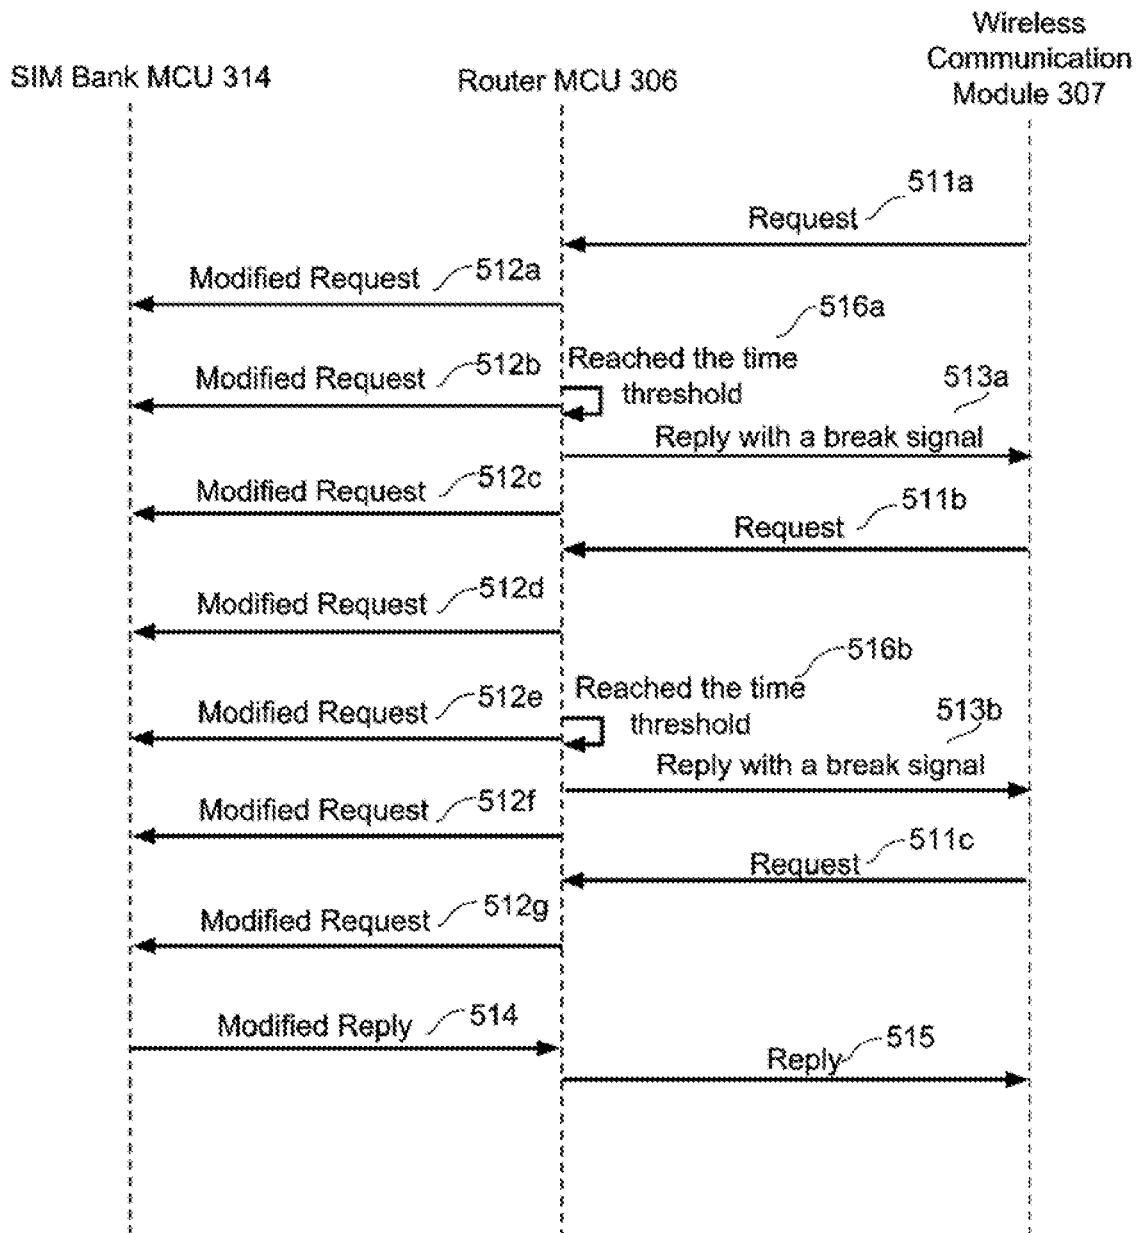 Wireless
Communication
Module 307
SIM Bank MCU 314
Router MCU 306
511a
Request
512a
Modified Request
516a
Reached the time
threshold
512b
Modified Request
513a
Reply with a break signal
512c
Modified Request
511b
Request
512d
Modified Request
516b
Reached the time
threshold
512e
Modified Request
513b
Reply with a break signal
512f
Modified Request
511c
Request
512g
Modified Request
514
Modified Reply
515
Reply